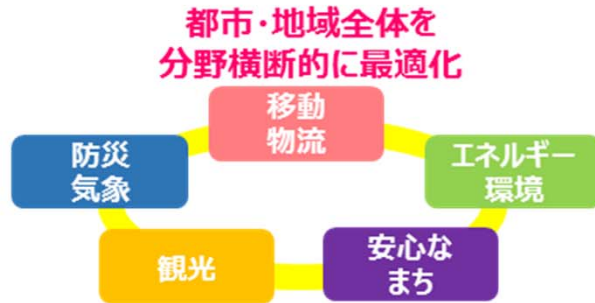 都市・地域全体を
分野横断的に最適化
移動
物流
防災
気象
エネルギー
環境
観光
安心な
まち